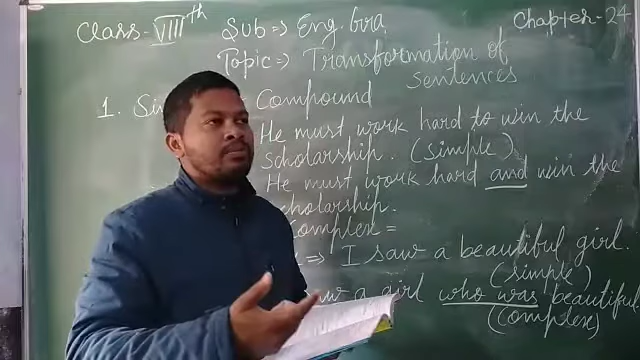 Class-VIIIth Sub => Eng.Gra, Chapter-24
Topic => Transformation of
sentences
1. Compound
He must work hard to win the
scholarship. (simple)
He must work hard and win the
scholarship.
Complex =
=> I saw a beautiful girl.
(simple)
a girl who was beautiful
(complex)